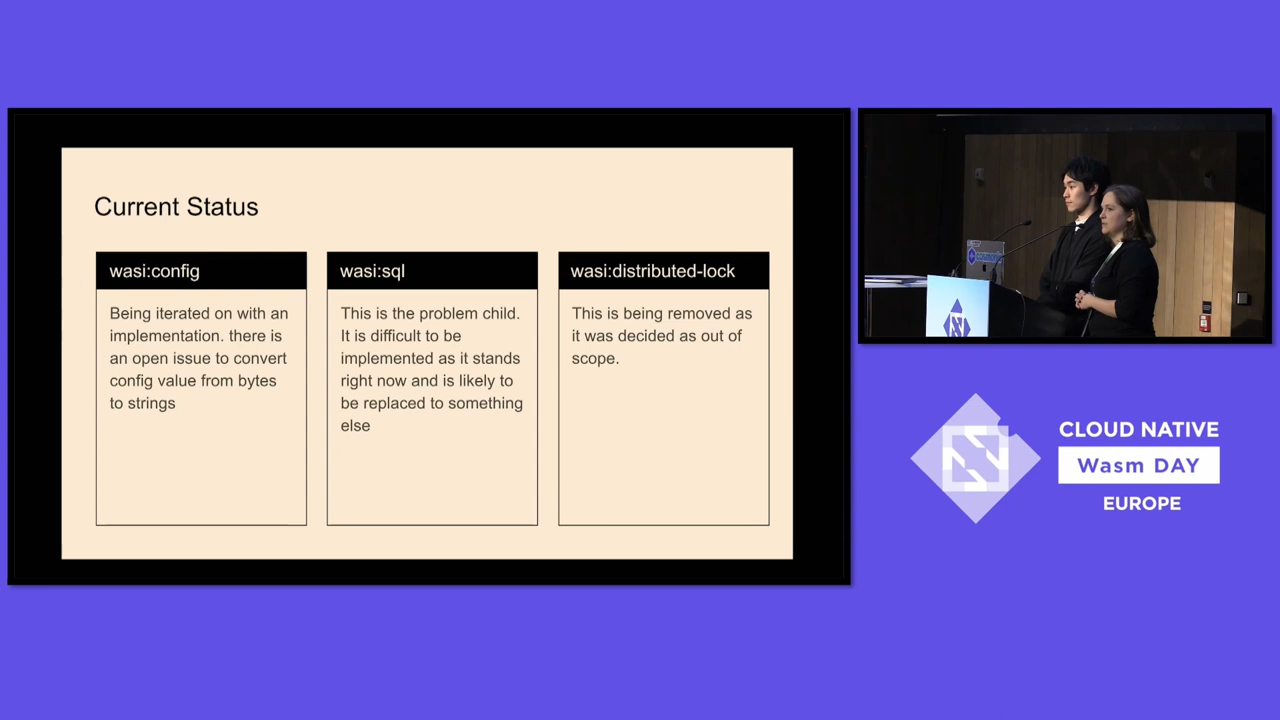 Current Status
wasi:config
Being iterated on with an
implementation. there is
an open issue to convert
config value from bytes
to strings
wasi:sql
This is the problem child.
It is difficult to be
implemented as it stands
right now and is likely to
be replaced to something
else
wasi:distributed-lock
This is being removed as
it was decided as out of
scope.
CLOUD NATIVE
Wasm DAY
EUROPE